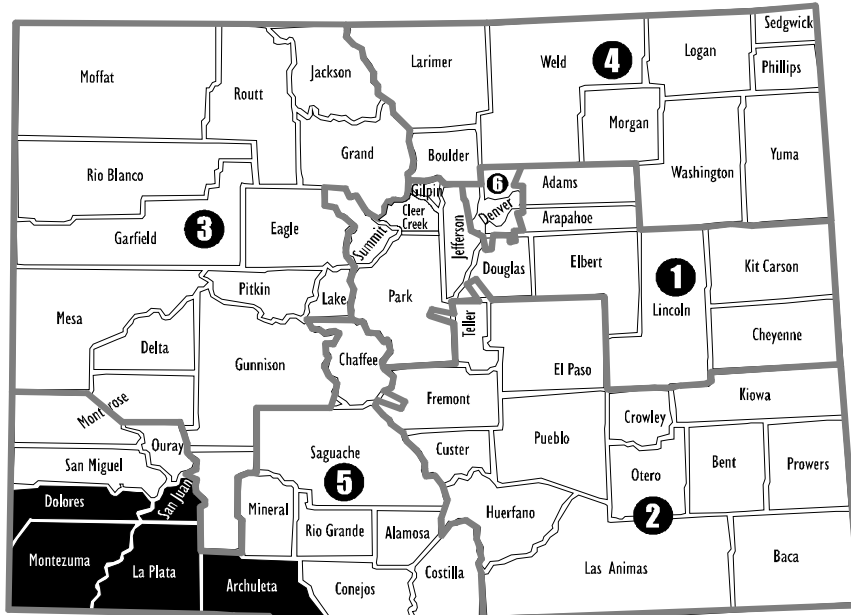 Sedgwick
Moffat
Routt
Jackson
Larimer
Weld
4
Logan
Phillips
Morgan
Grand
Boulder
Washington
Yuma
Rio Blanco
6
Adams
Gilpin
Cleer
Creek
Denver
Arapahoe
Garfield
3
Eagle
Summit
Jefferson
Douglas
Elbert
1
Lincoln
Kit Carson
Mesa
Pitkin
Lake
Park
Teller
Cheyenne
Delta
Gunnison
Chaffee
El Paso
Montrose
Fremont
Crowley
Kiowa
Ouray
Pueblo
San Miguel
Saguache
5
Custer
Otero
2
Bent
Prowers
Dolores
San Juan
Mineral
Rio Grande
Alamosa
Huerfano
Montezuma
La Plata
Archuleta
Conejos
Costilla
Las Animas
Baca